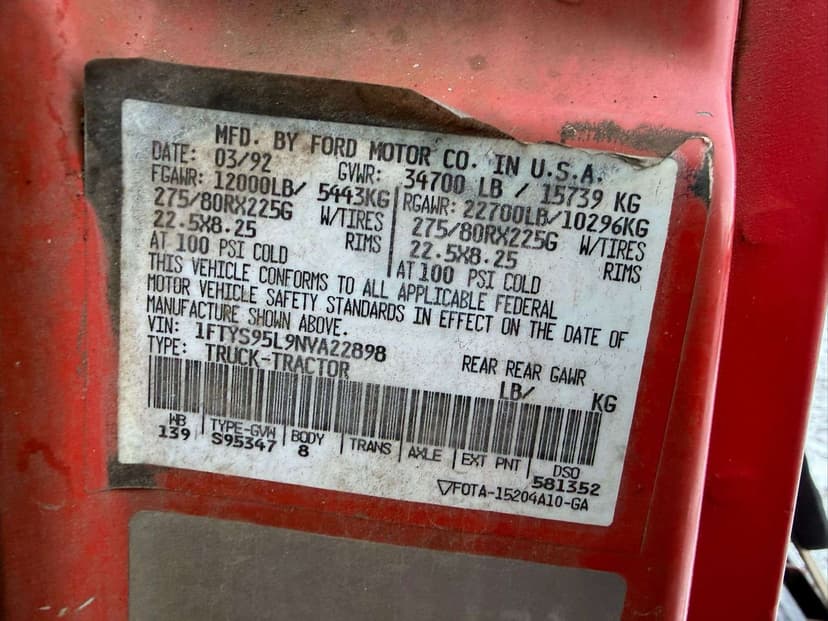 MFD. BY FORD MOTOR CO. IN U.S.A.
DATE: 03/92 GVWR: 34700 LB / 15739 KG
FGAWR: 12000LB/ 5443KG RGAWR: 22700LB/10296KG
275/80RX225G W/TIRES 275/80RX225G W/TIRES
22.5X8.25 RIMS 22.5X8.25 RIMS
AT 100 PSI COLD AT 100 PSI COLD
THIS VEHICLE CONFORMS TO ALL APPLICABLE FEDERAL
MOTOR VEHICLE SAFETY STANDARDS IN EFFECT ON THE DATE OF
MANUFACTURE SHOWN ABOVE.
VIN: 1FTYS95L9NVA22898
TYPE: TRUCK-TRACTOR REAR REAR GAWR
LB/ KG
WB TYPE-GVW BODY TRANS AXLE EXT PNT DSO
139 S95347 8 581352
▽FOTA-15204A10-GA